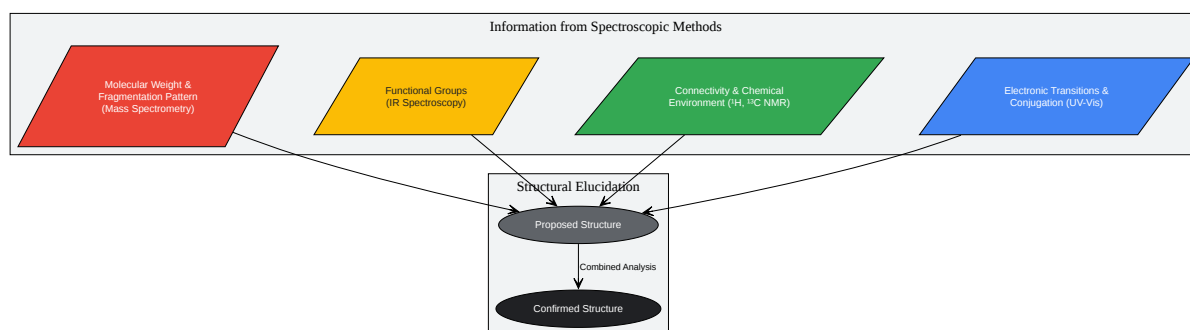 Information from Spectroscopic Methods
Molecular Weight &
Fragmentation Pattern
(Mass Spectrometry)
Functional Groups
(IR Spectroscopy)
Connectivity & Chemical
Environment (¹H, ¹³C NMR)
Electronic Transitions &
Conjugation (UV-Vis)
Structural Elucidation
Proposed Structure
Combined Analysis
Confirmed Structure